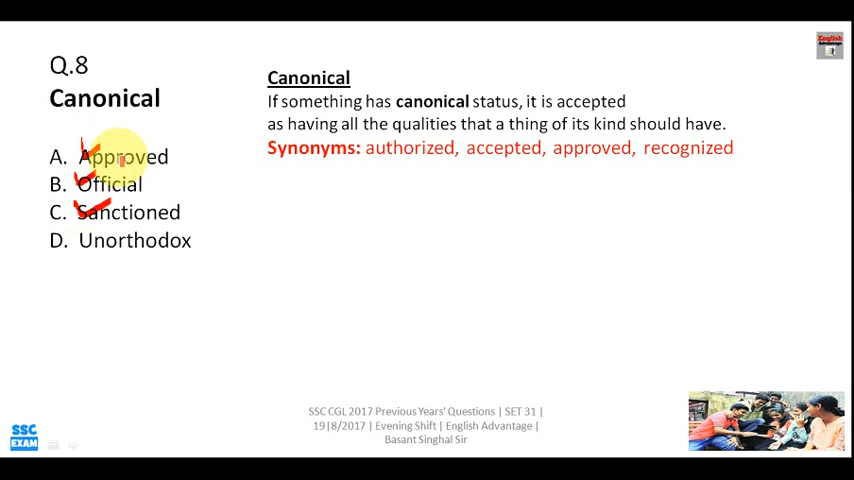 Q.8
Canonical
A. Approved
B. Official
C. Sanctioned
D. Unorthodox
Canonical
If something has canonical status, it is accepted
as having all the qualities that a thing of its kind should have.
Synonyms: authorized, accepted, approved, recognized
English
Advantage
SSC CGL 2017 Previous Years' Questions | SET 31 |
19|8/2017 | Evening Shift | English Advantage |
Basant Singhal Sir
SSC
EXAM